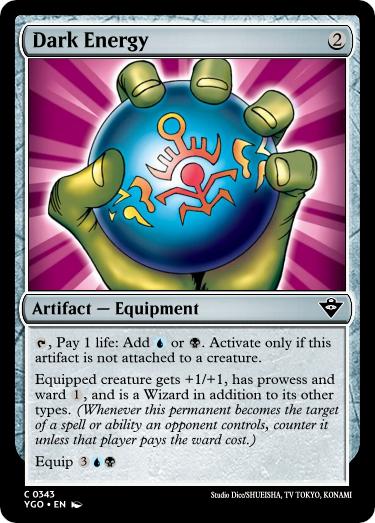 Dark Energy 2
Artifact — Equipment
, Pay 1 life: Add or . Activate only if this
artifact is not attached to a creature.
Equipped creature gets +1/+1, has prowess and
ward 1, and is a Wizard in addition to its other
types. (Whenever this permanent becomes the
target of a spell or ability an opponent controls, counter it
unless that player pays the ward cost.)
Equip 3
C 0343
YGO • EN
Studio Dice/SHUEISHA, TV TOKYO, KONAMI